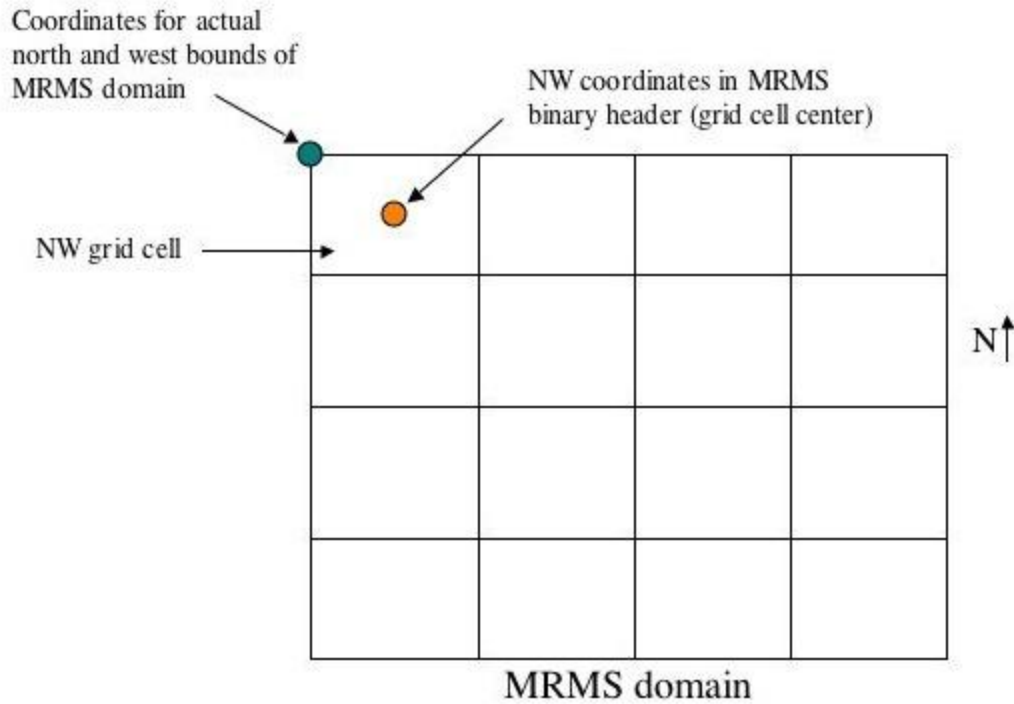 Coordinates for actual
north and west bounds of
MRMS domain
NW coordinates in MRMS
binary header (grid cell center)
NW grid cell
N
MRMS domain